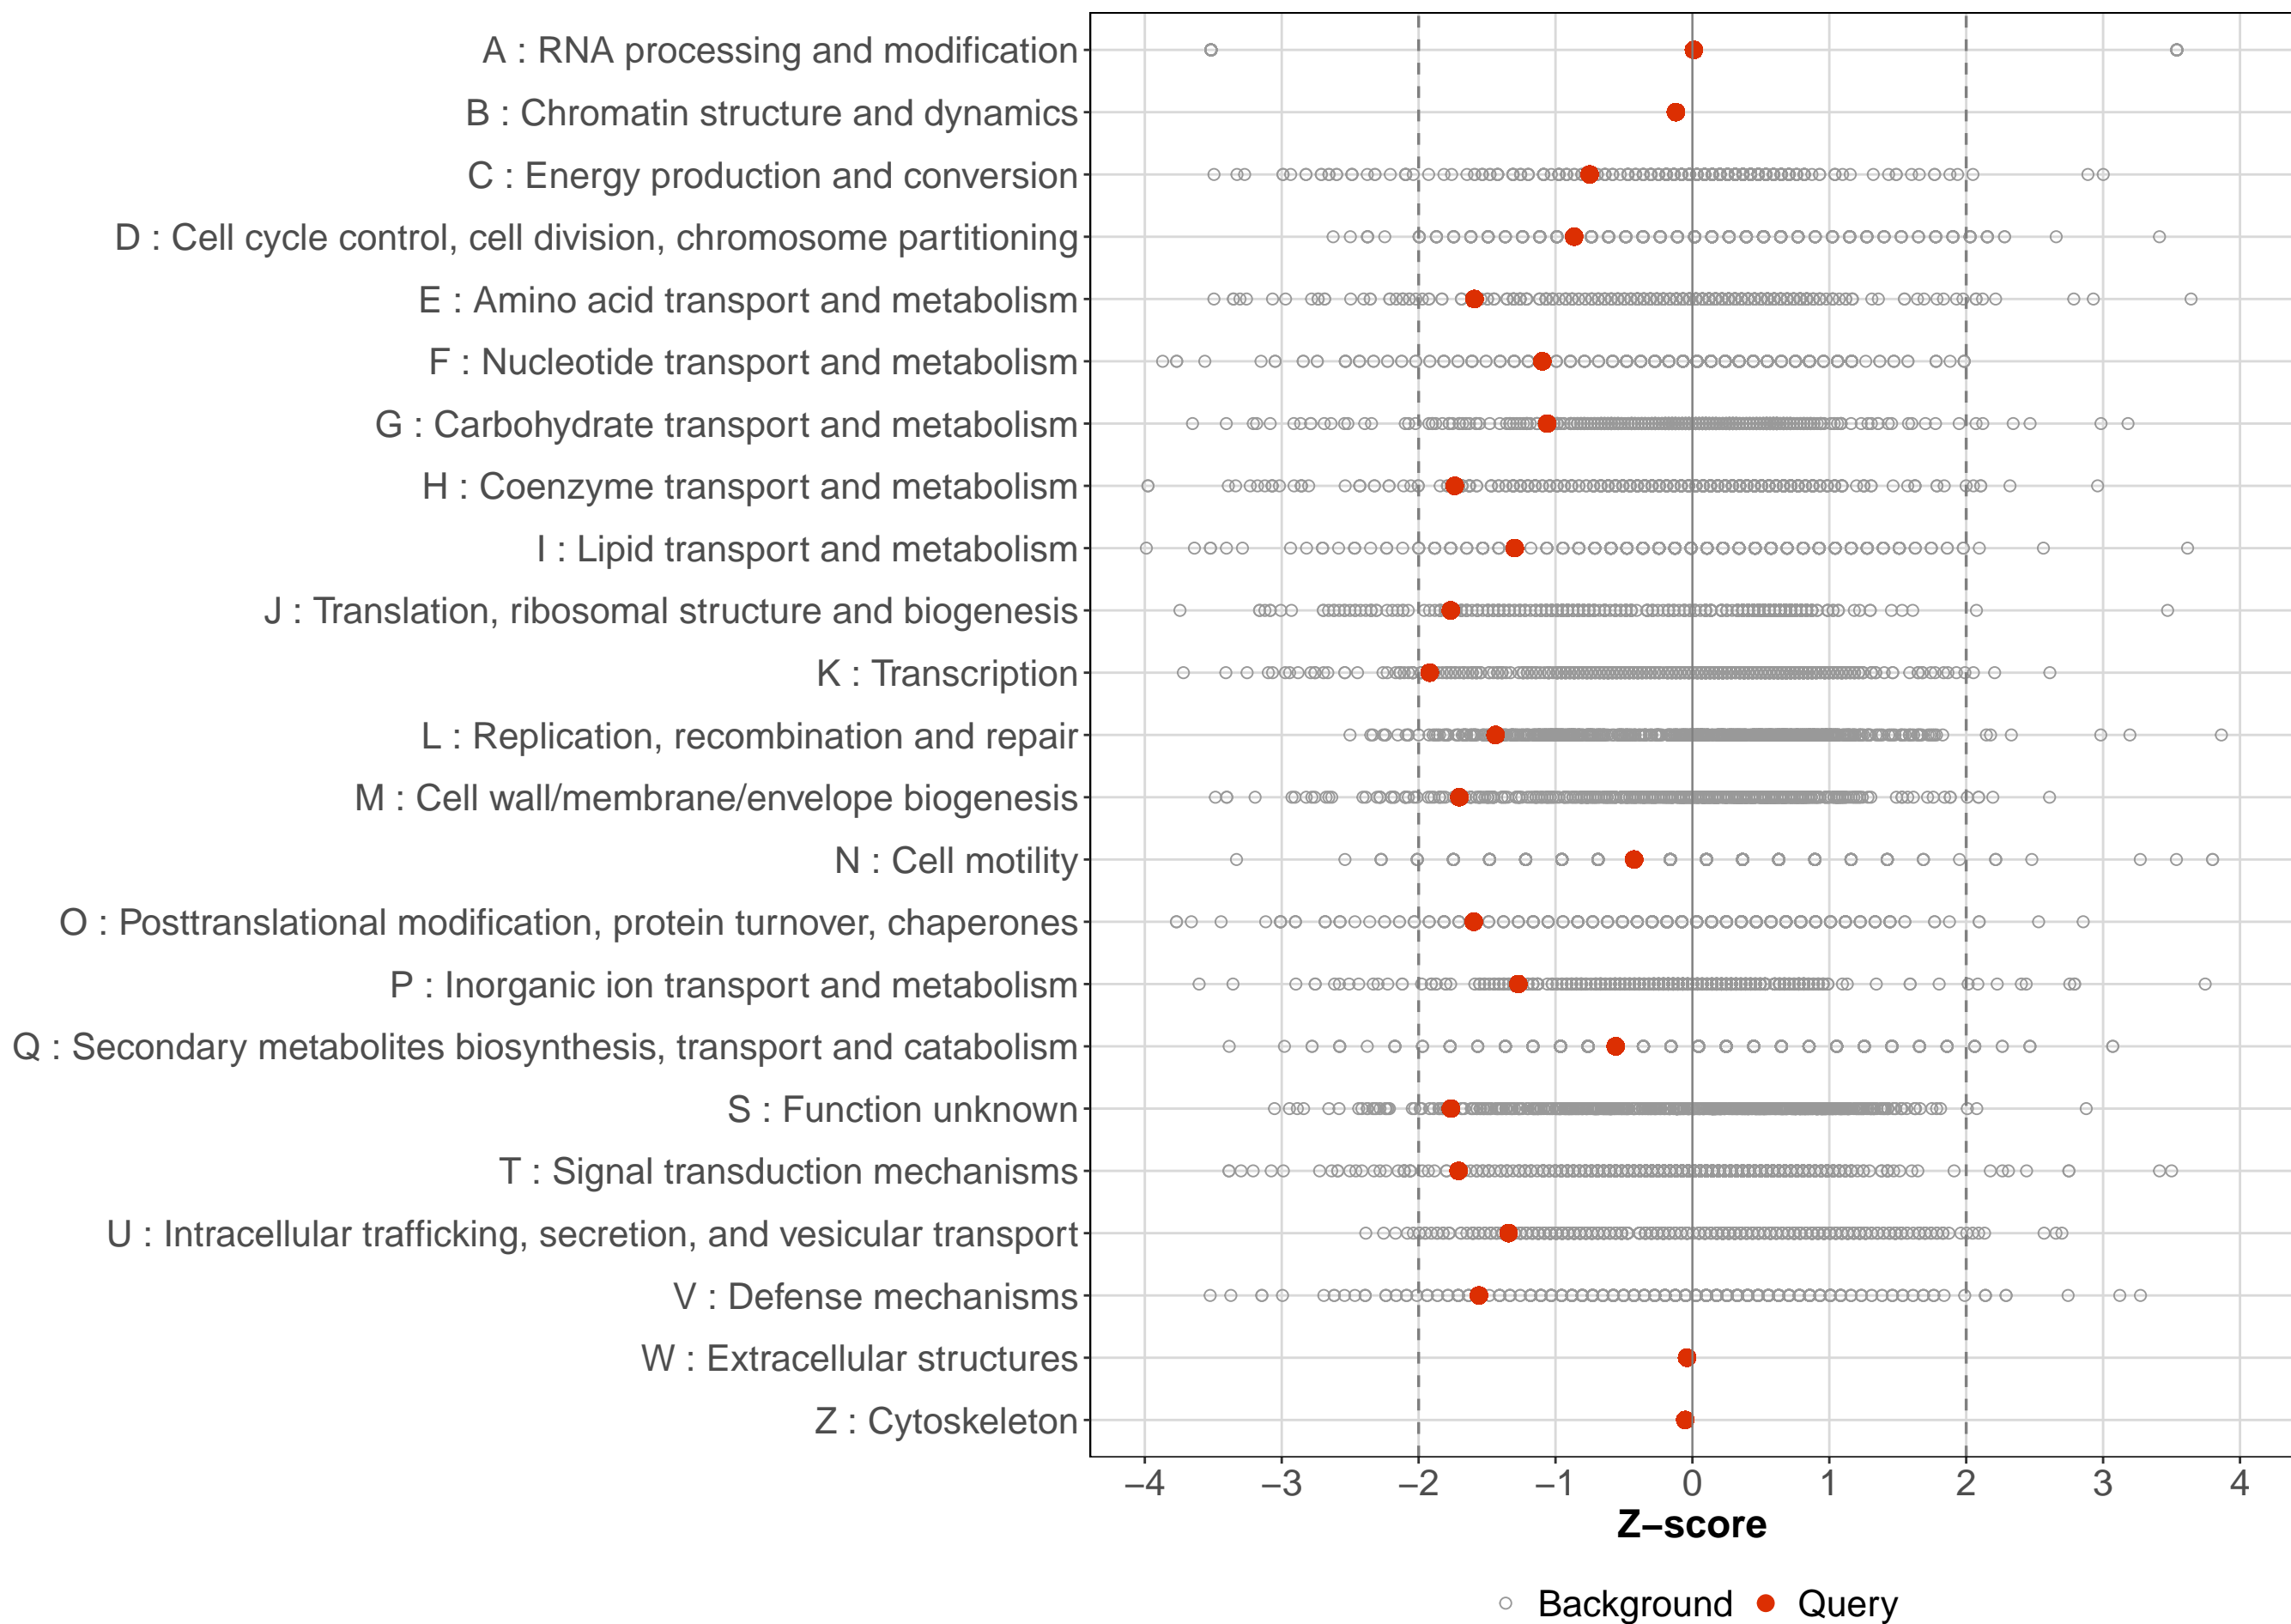 A : RNA processing and modification
B : Chromatin structure and dynamics
C : Energy production and conversion
D : Cell cycle control, cell division, chromosome partitioning
E : Amino acid transport and metabolism
F : Nucleotide transport and metabolism
G : Carbohydrate transport and metabolism
H : Coenzyme transport and metabolism
I : Lipid transport and metabolism
J : Translation, ribosomal structure and biogenesis
K : Transcription
L : Replication, recombination and repair
M : Cell wall/membrane/envelope biogenesis
N : Cell motility
O : Posttranslational modification, protein turnover, chaperones
P : Inorganic ion transport and metabolism
Q : Secondary metabolites biosynthesis, transport and catabolism
S : Function unknown
T : Signal transduction mechanisms
U : Intracellular trafficking, secretion, and vesicular transport
V : Defense mechanisms
W : Extracellular structures
Z : Cytoskeleton
−4 −3 −2 −1 0 1 2 3 4
Z−score
Background Query